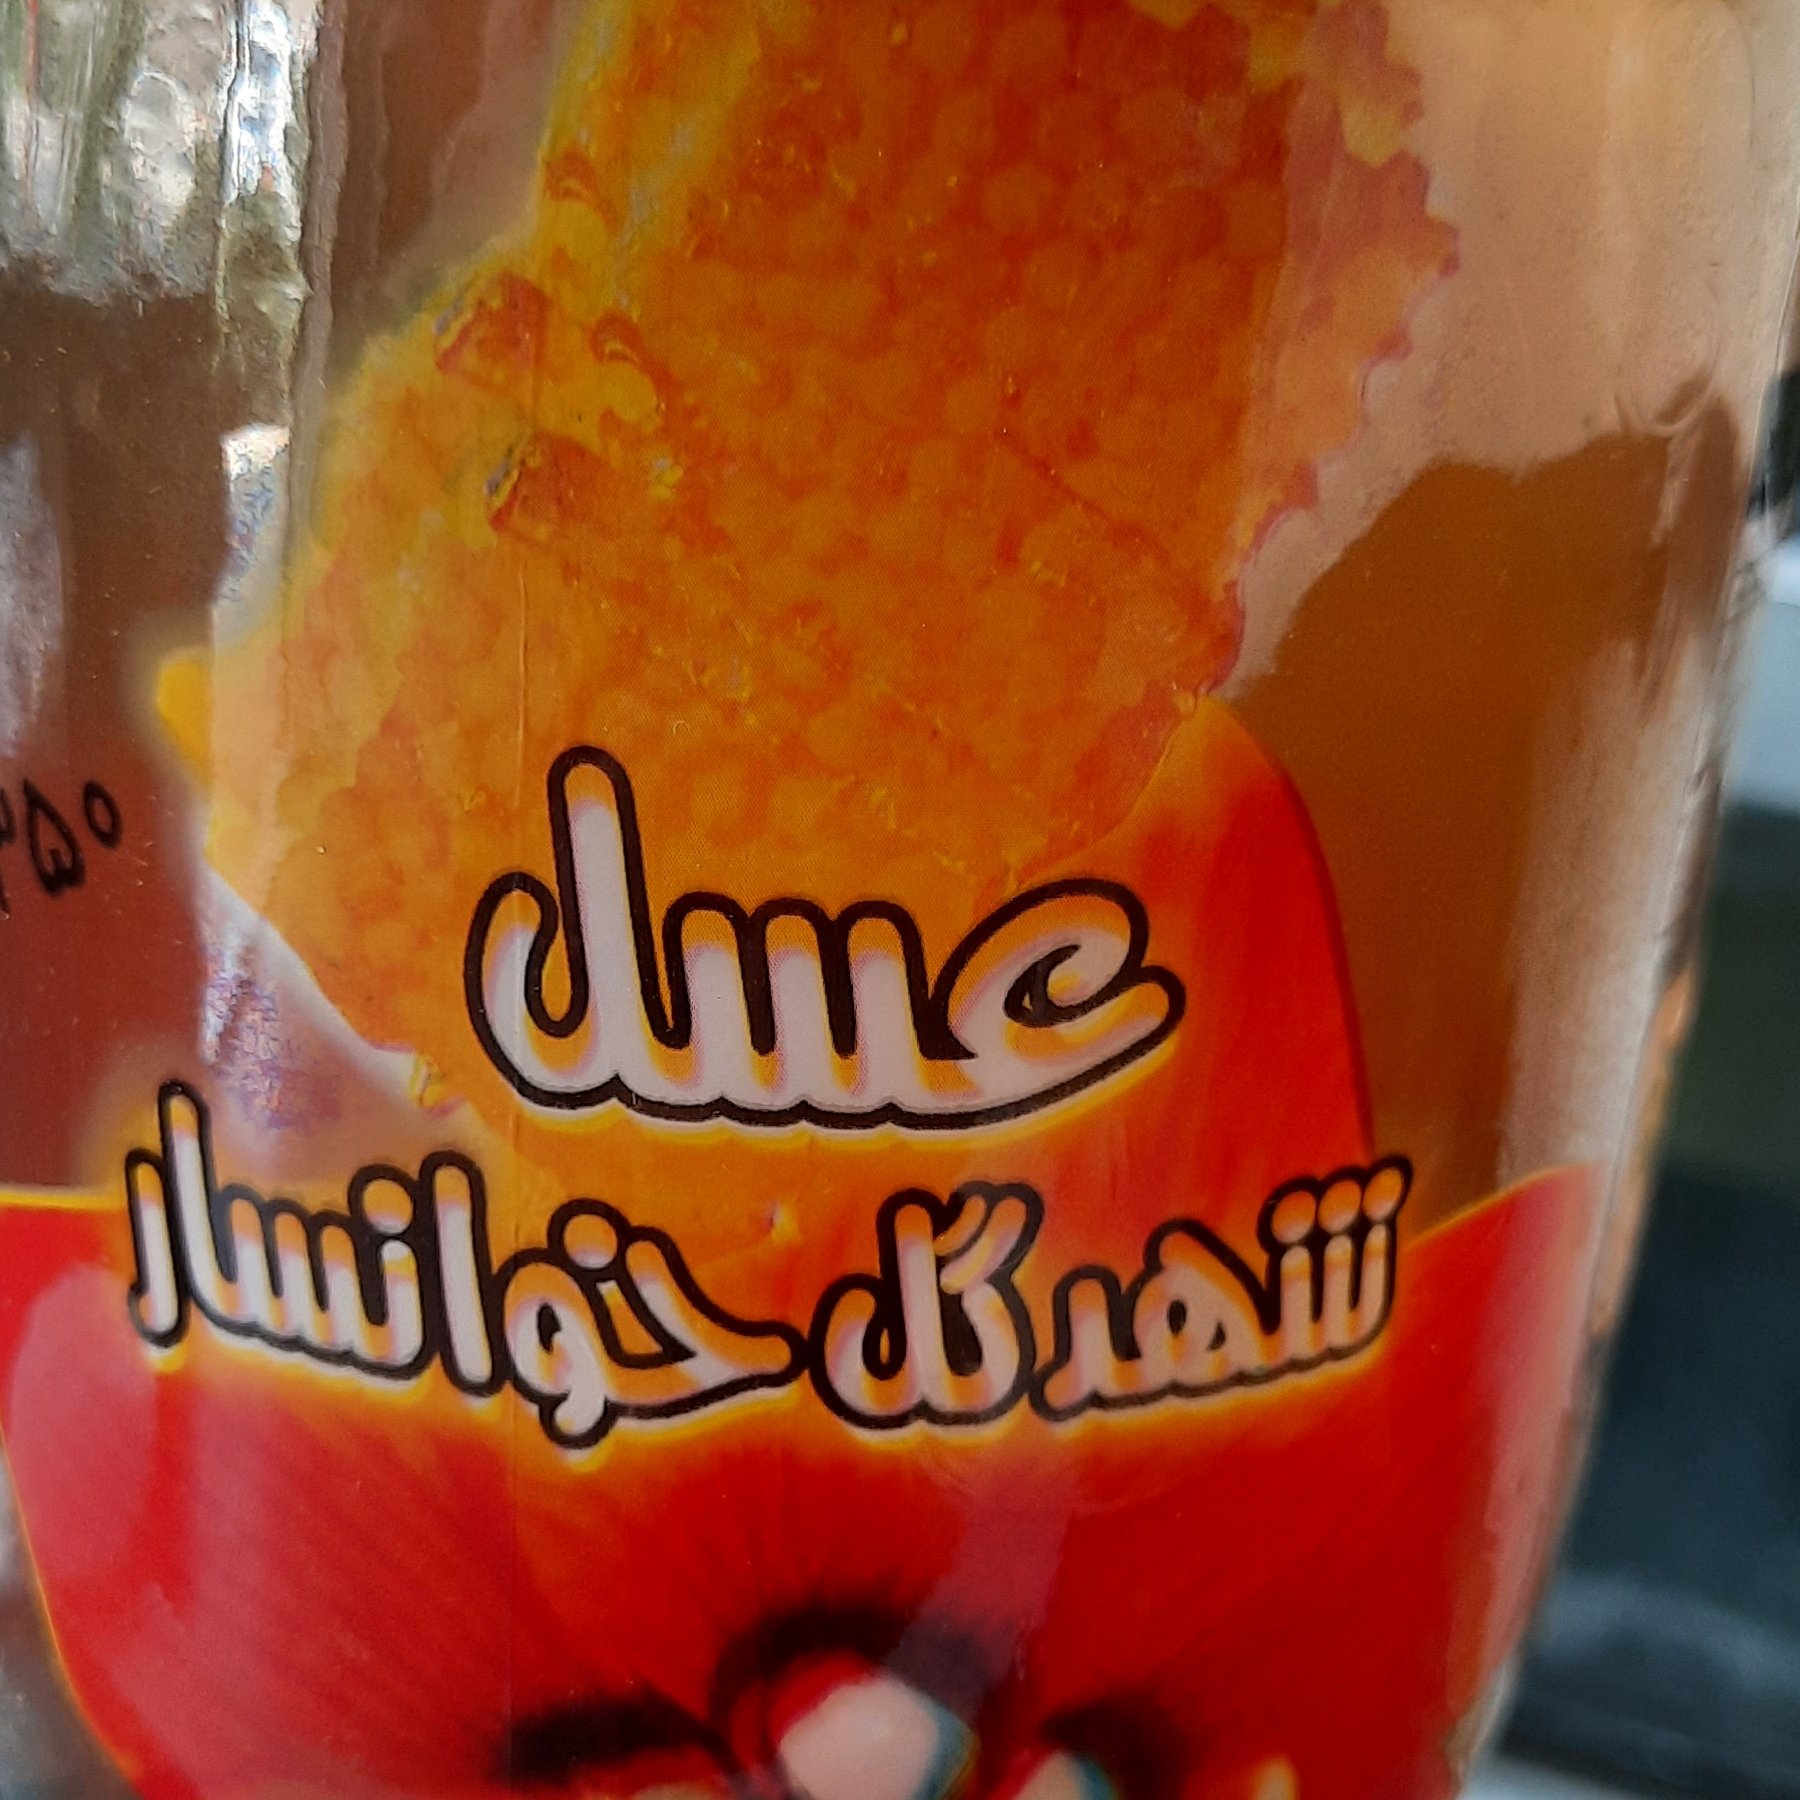 عسل
شهد گل خوانسار